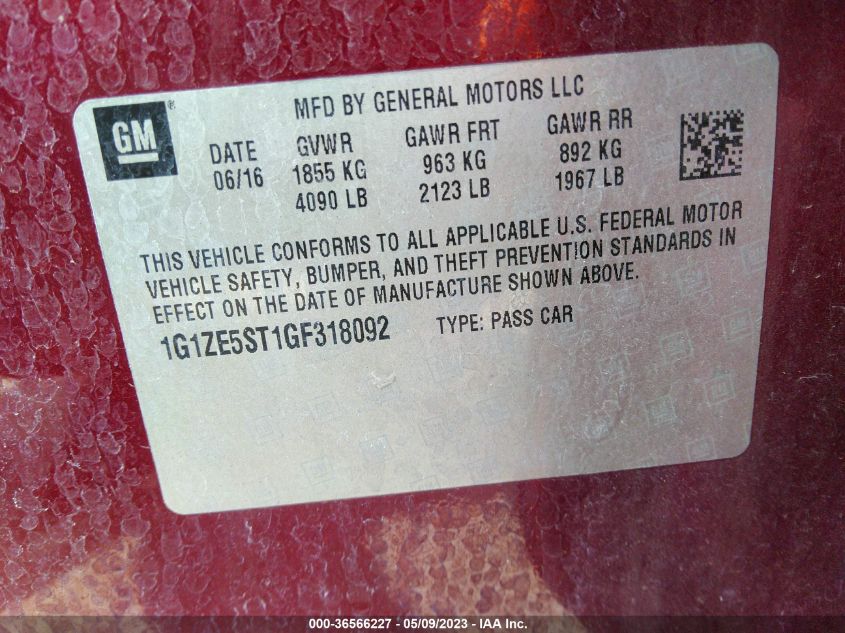 GM
®
MFD BY GENERAL MOTORS LLC
DATE GVWR GAWR FRT GAWR RR
06/16 1855 KG 963 KG 892 KG
4090 LB 2123 LB 1967 LB
THIS VEHICLE CONFORMS TO ALL APPLICABLE U.S. FEDERAL MOTOR
VEHICLE SAFETY, BUMPER, AND THEFT PREVENTION STANDARDS IN
EFFECT ON THE DATE OF MANUFACTURE SHOWN ABOVE.
1G1ZE5ST1GF318092 TYPE: PASS CAR
000-36566227 - 05/09/2023 - IAA Inc.